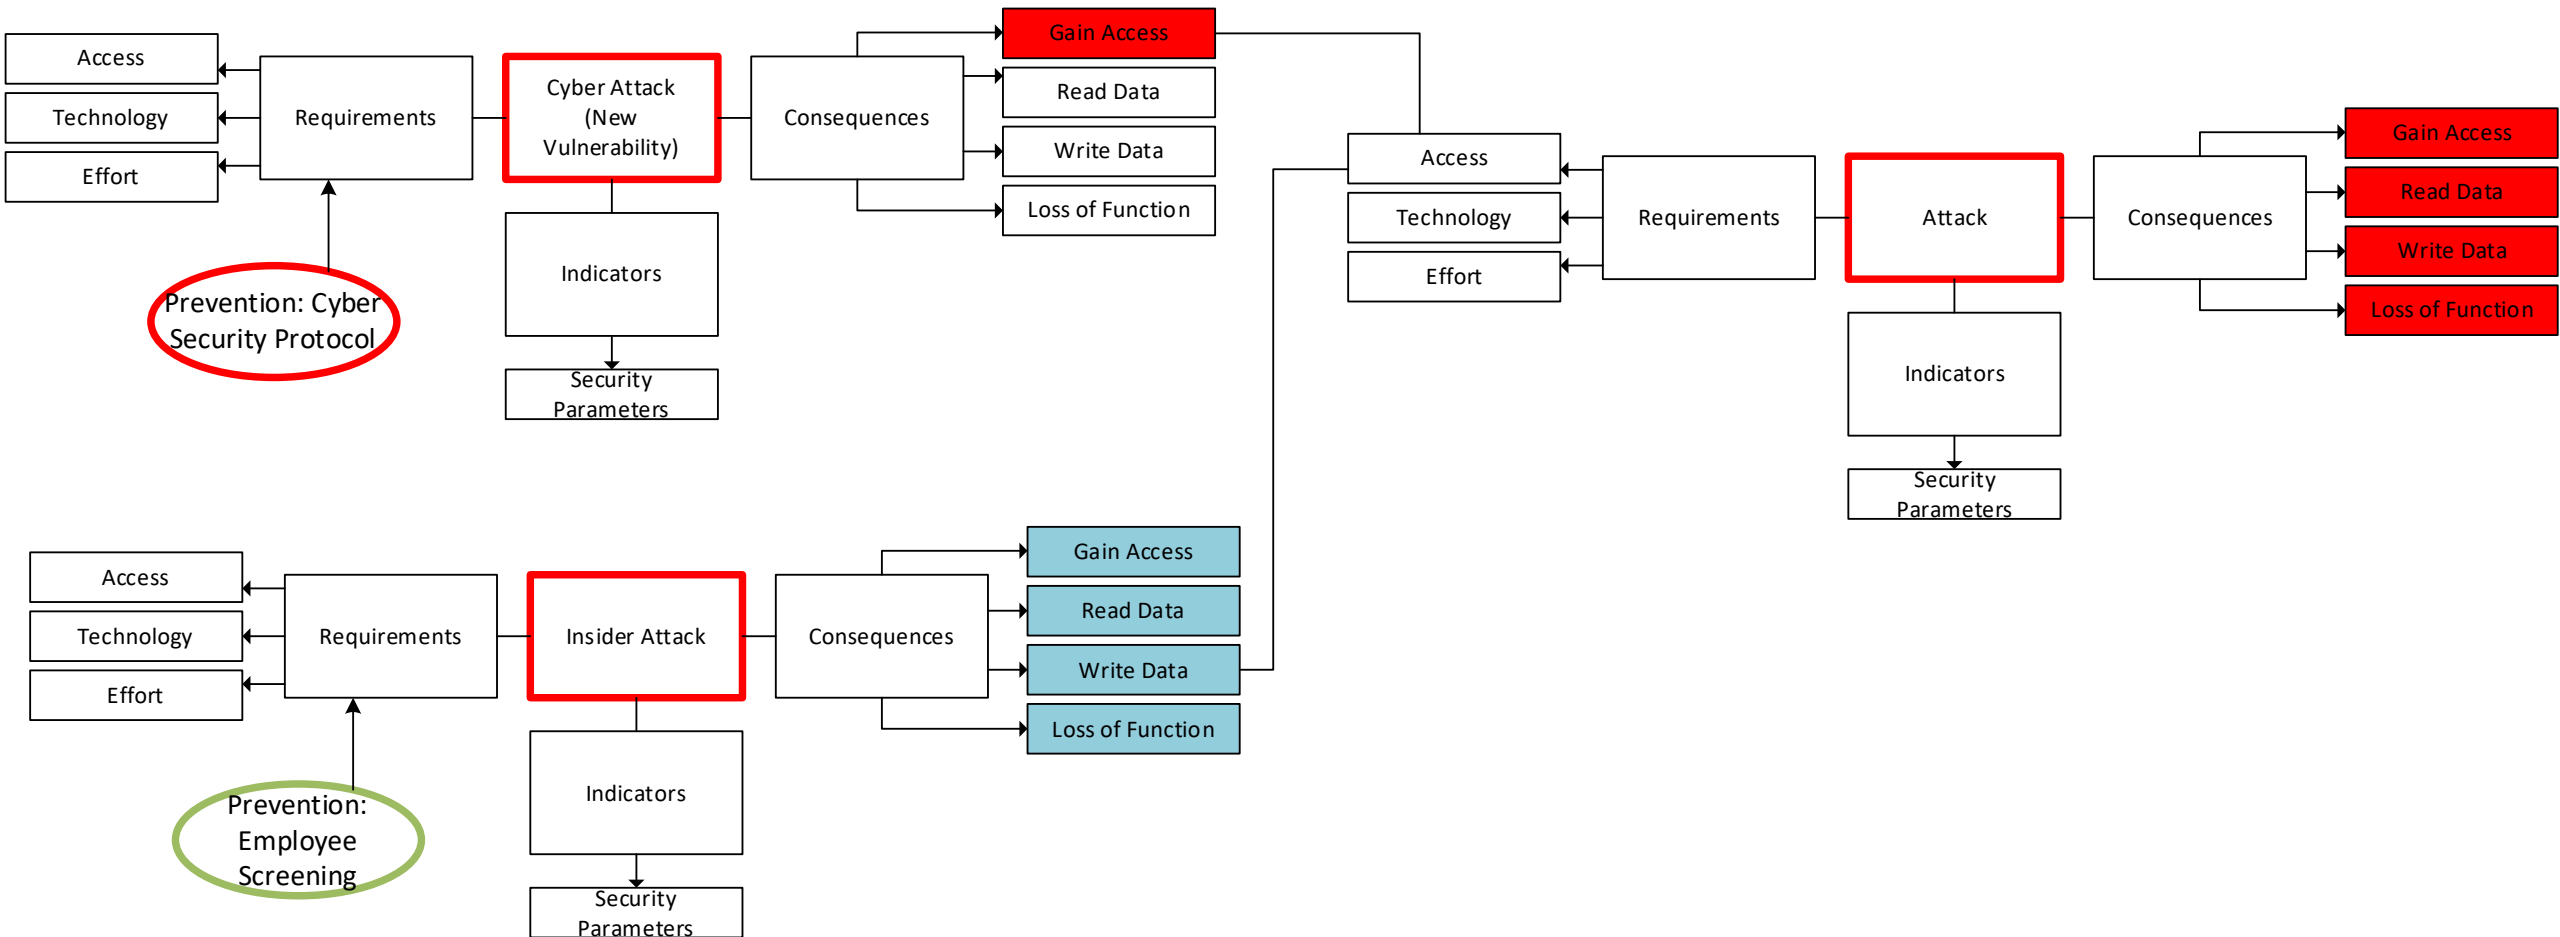 Access
Technology
Effort
Requirements
Cyber Attack
(New
Vulnerability)
Consequences
Gain Access
Read Data
Write Data
Loss of Function
Indicators
Security
Parameters
Prevention: Cyber
Security Protocol
Access
Technology
Effort
Requirements
Attack
Consequences
Gain Access
Read Data
Write Data
Loss of Function
Indicators
Security
Parameters
Access
Technology
Effort
Requirements
Insider Attack
Consequences
Gain Access
Read Data
Write Data
Loss of Function
Indicators
Security
Parameters
Prevention:
Employee
Screening